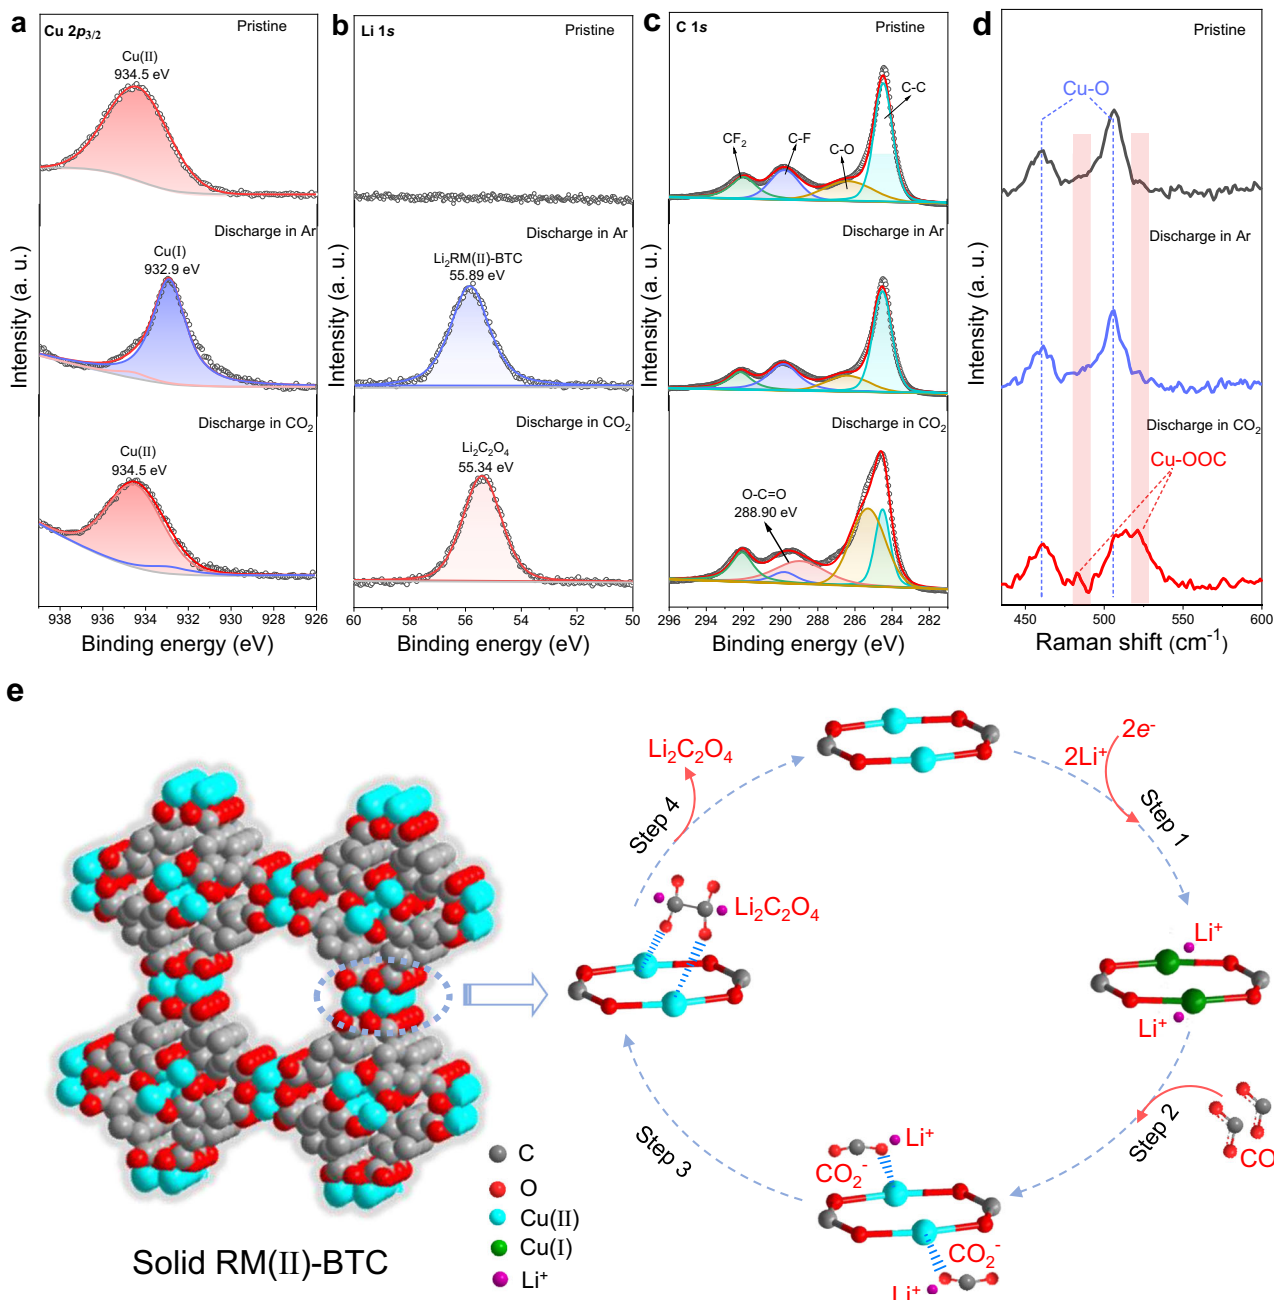 a
Cu 2p3/2
Pristine
Cu(II)
934.5 eV
Discharge in Ar
Cu(I)
932.9 eV
Discharge in CO2
Cu(II)
934.5 eV
Intensity (a. u.)
938 936 934 932 930 928 926
Binding energy (eV)
b
Li 1s
Pristine
Discharge in Ar
Li2RM(II)-BTC
55.89 eV
Discharge in CO2
Li2C2O4
55.34 eV
Intensity (a. u.)
60 58 56 54 52 50
Binding energy (eV)
c
C 1s
Pristine
C-C
CF2
C-F
C-O
Discharge in Ar
Discharge in CO2
O-C=O
288.90 eV
Intensity (a. u.)
296 294 292 290 288 286 284 282
Binding energy (eV)
d
Pristine
Cu-O
Discharge in Ar
Discharge in CO2
Cu-OOC
Intensity (a. u.)
450 500 550 600
Raman shift (cm-1)
e
Li2C2O4
2e-
2Li+
Step 4
Step 1
Li2C2O4
Li+
Li+
Step 2
CO
Step 3
Li+
CO2-
CO2-
Li+
C
O
Cu(II)
Cu(I)
Li+
Solid RM(II)-BTC